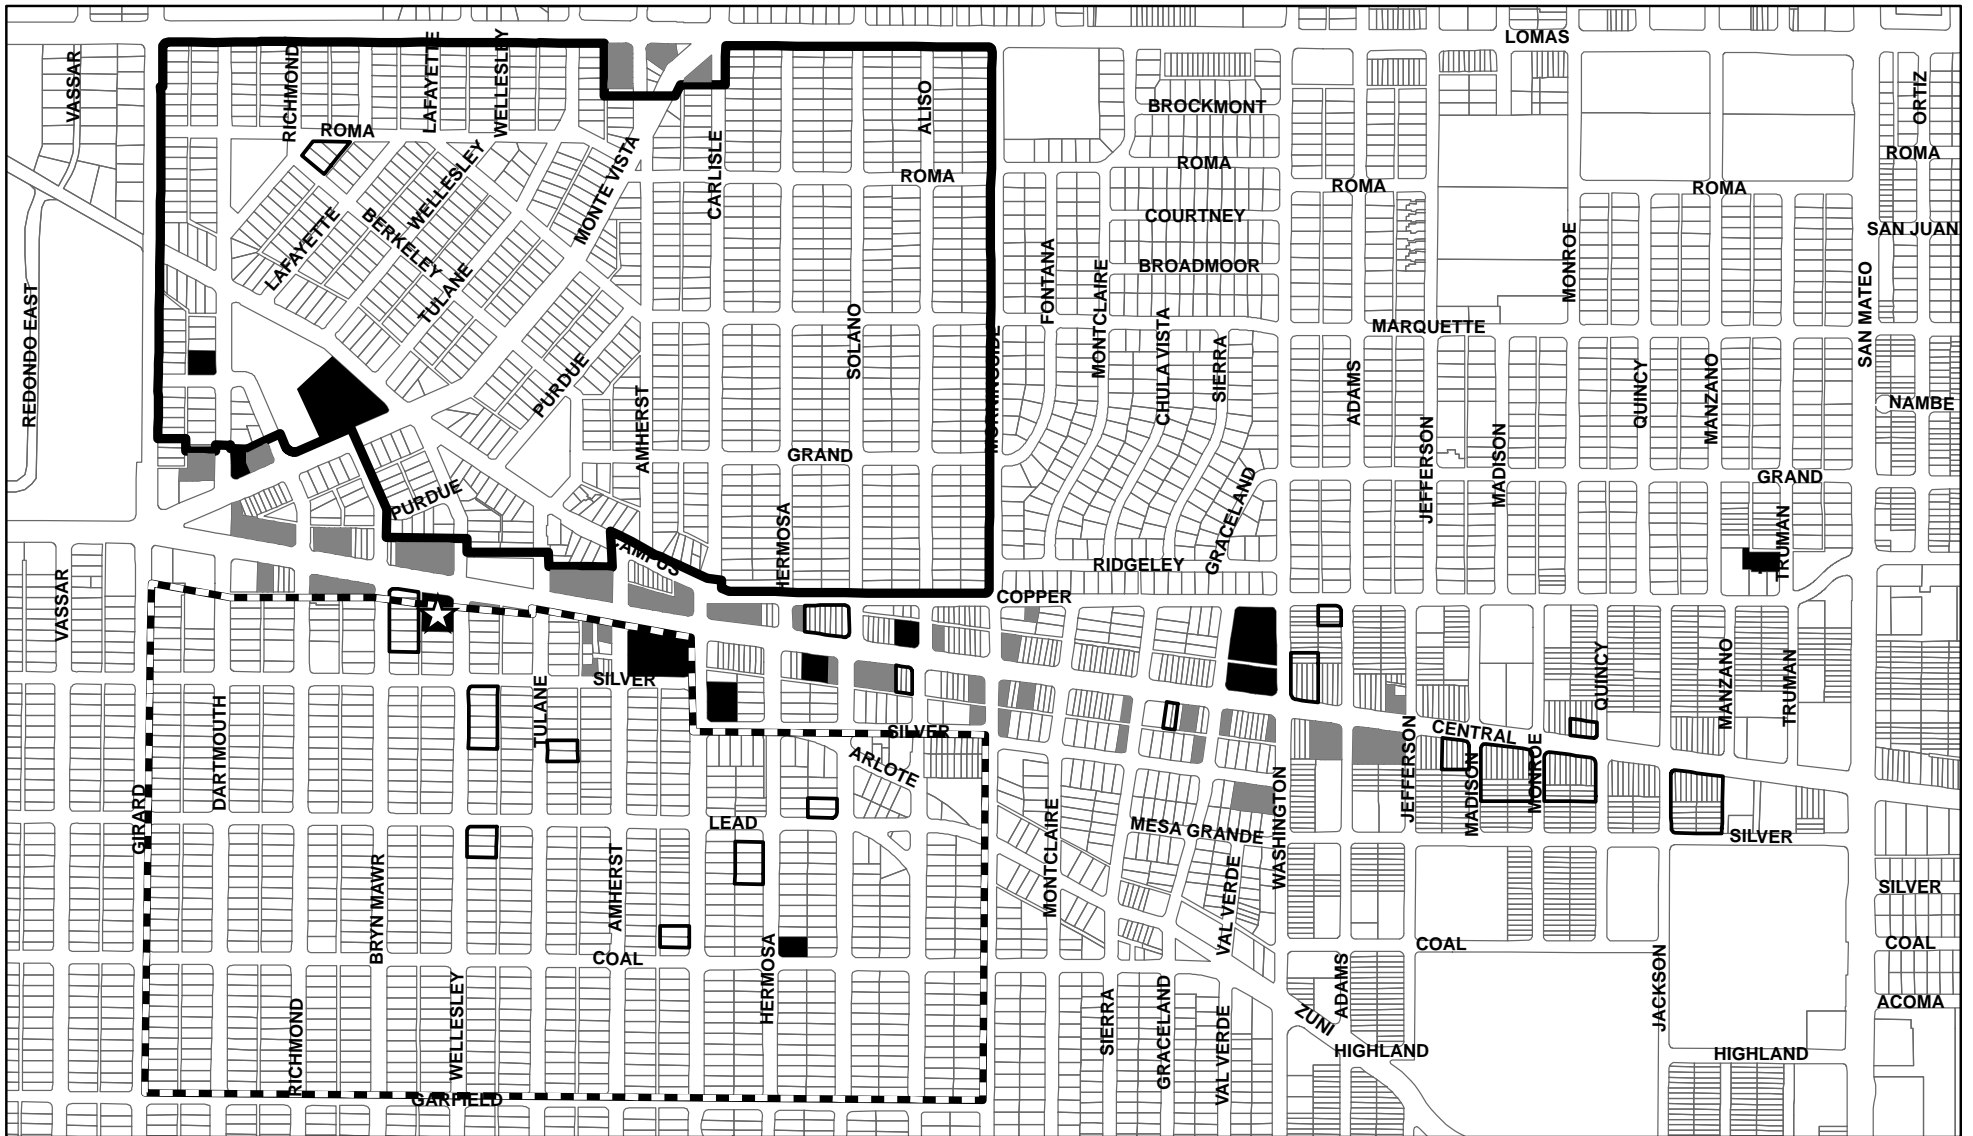 LOMAS
VASSAR
RICHMOND
LAFAYETTE
WELLESLEY
ALISO
ORTIZ
BROCKMONT
ROMA
CARLISLE
MONTE VISTA
WELLESLEY
ROMA
ROMA
ROMA
ROMA
ROMA
LAFAYETTE
BERKELEY
COURTNEY
SAN JUAN
TULANE
FONTANA
BROADMOOR
MONROE
REDONDO EAST
MONTCLAIRE
SAN MATEO
MARQUETTE
SOLANO
MORNINGSIDE
CHULA VISTA
SIERRA
PURDUE
ADAMS
QUINCY
MANZANO
NAMBE
AMHERST
GRAND
JEFFERSON
MADISON
GRAND
PURDUE
HERMOSA
GRACELAND
TRUMAN
CAMPUS
RIDGELEY
COPPER
VASSAR
SILVER
DARTMOUTH
TULANE
QUINCY
MANZANO
TRUMAN
SILVER
CENTRAL
ARLOTE
JEFFERSON
MADISON
MONROE
GIRARD
LEAD
MONTCLAIRE
MESA GRANDE
WASHINGTON
SILVER
BRYN MAWR
AMHERST
VAL VERDE
SILVER
COAL
HERMOSA
COAL
COAL
WELLESLEY
RICHMOND
SIERRA
GRACELAND
VAL VERDE
ADAMS
ZUNI
JACKSON
ACOMA
HIGHLAND
HIGHLAND
GARFIELD